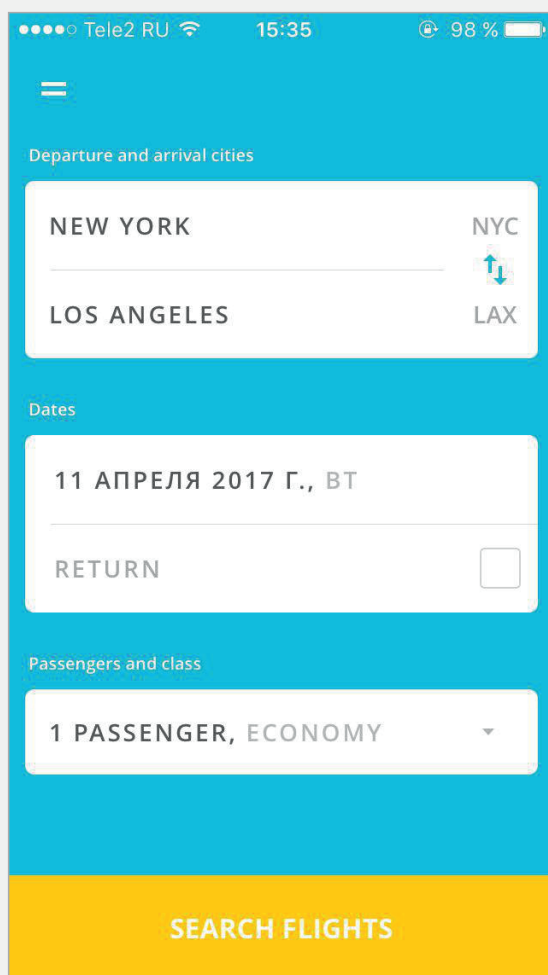 Tele2 RU 15:35 98 %
Departure and arrival cities
NEW YORK NYC
LOS ANGELES LAX
Dates
11 АПРЕЛЯ 2017 Г., ВТ
RETURN
Passengers and class
1 PASSENGER, ECONOMY
SEARCH FLIGHTS